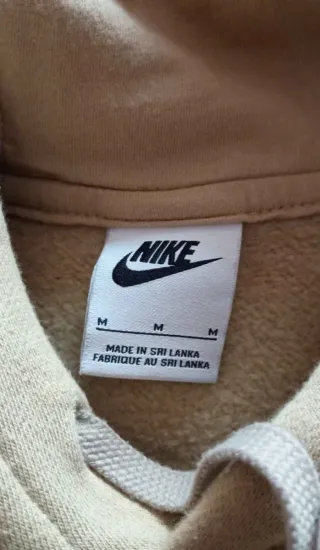 NIKE
M M M
MADE IN SRI LANKA
FABRIQUE AU SRI LANKA